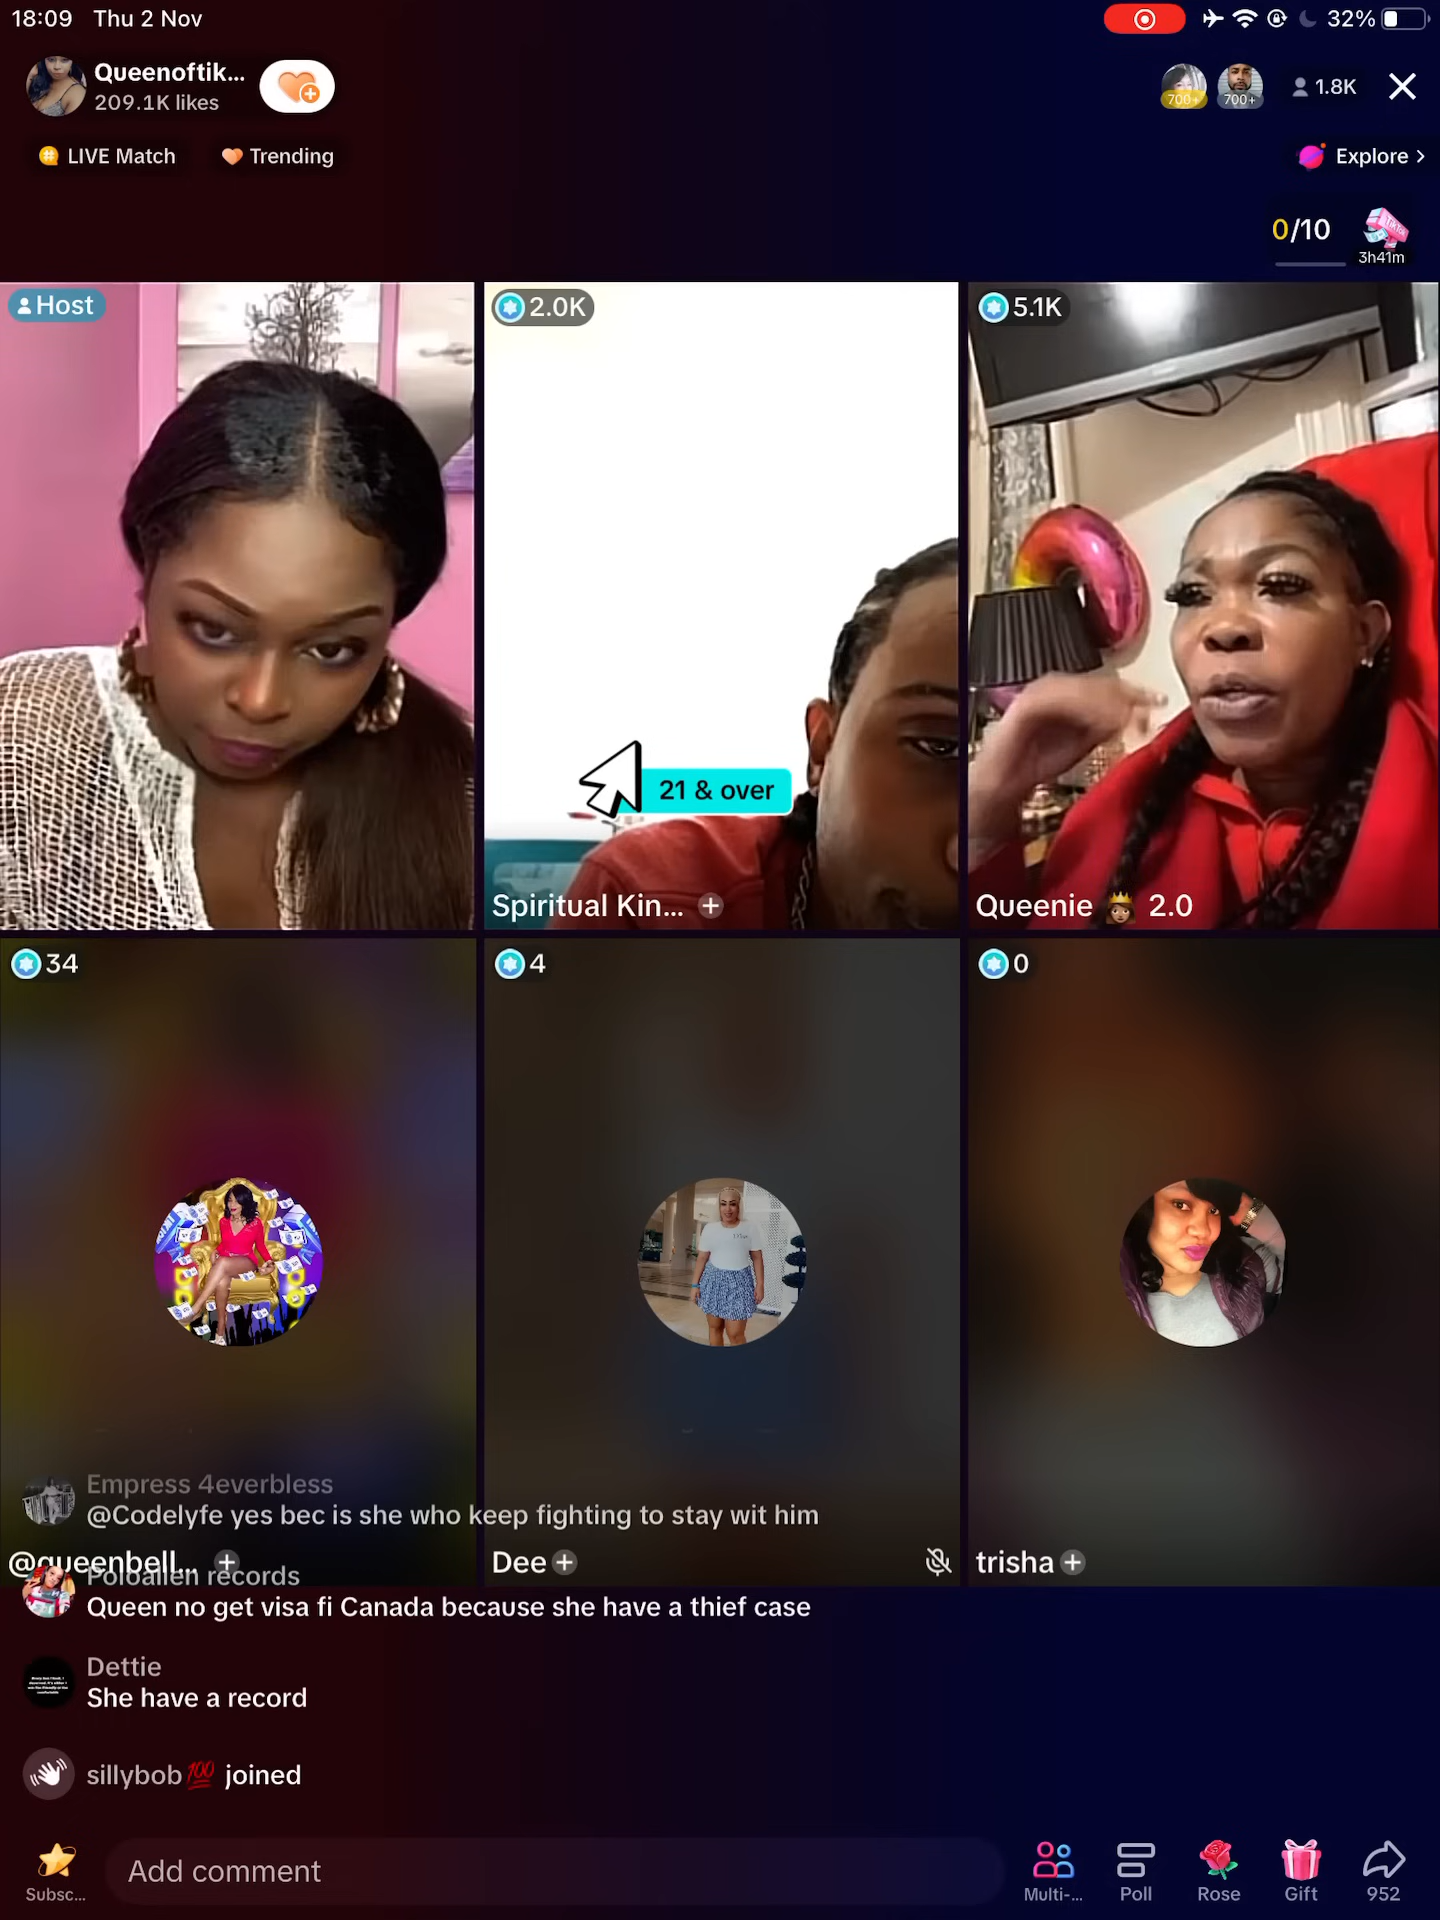 18:09 Thu 2 Nov
32%
Queenoftik...
209.1K likes
700+
700+
1.8K
LIVE Match
Trending
Explore >
0/10
3h41m
Host
2.0K
5.1K
21 & over
Spiritual Kin...
Queenie 👸🏾 2.0
34
4
0
Empress 4everbless
@Codelyfe yes bec is she who keep fighting to stay wit him
@queenbell...
Dee
trisha
Poloallen records
Queen no get visa fi Canada because she have a thief case
Dettie
She have a record
sillybob💯 joined
Add comment
Subsc...
Multi-...
Poll
Rose
Gift
952